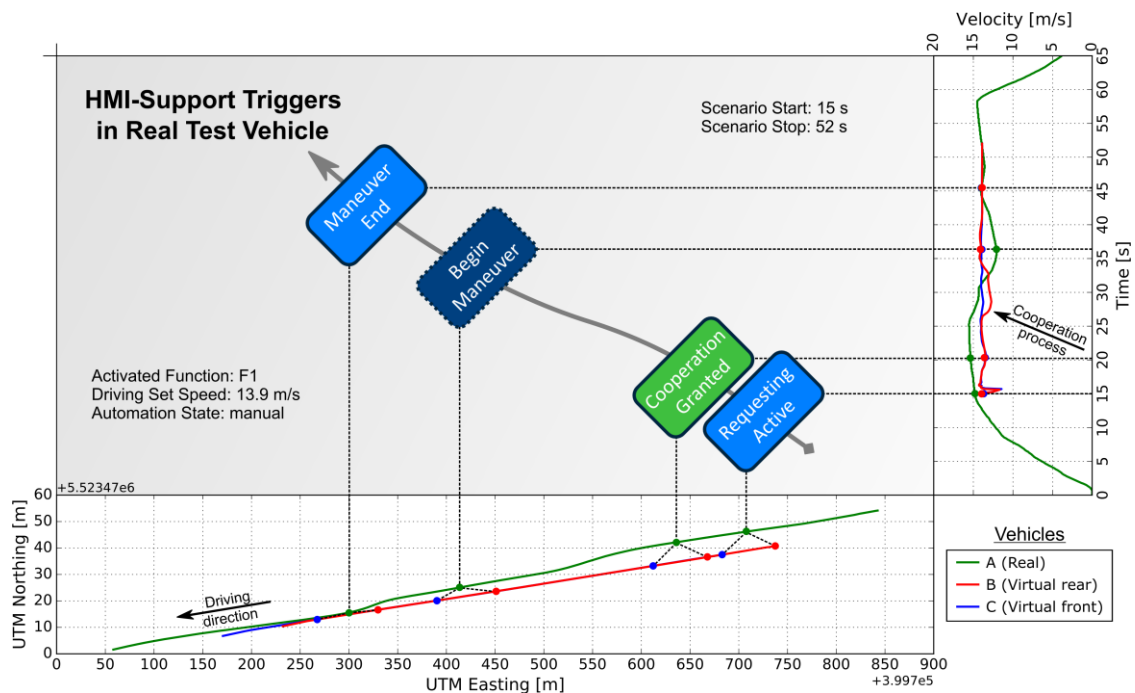 Velocity [m/s]
20
15
10
5
0
HMI-Support Triggers
in Real Test Vehicle
Scenario Start: 15 s
Scenario Stop: 52 s
Maneuver
End
Begin
Maneuver
Cooperation
Granted
Requesting
Active
Activated Function: F1
Driving Set Speed: 13.9 m/s
Automation State: manual
65
60
55
50
45
40
35
30
25
20
15
10
5
0
Time [s]
Cooperation
process
+5.52347e6
60
50
40
30
20
10
0
UTM Northing [m]
Driving
direction
0
50
100
150
200
250
300
350
400
450
500
550
600
650
700
750
800
850
900
UTM Easting [m]
+3.997e5
Vehicles
A (Real)
B (Virtual rear)
C (Virtual front)